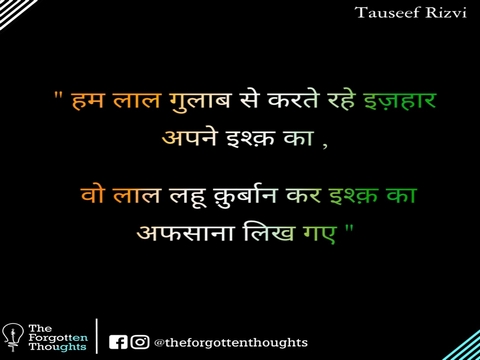 Tauseef Rizvi
" हम लाल गुलाब से करते रहे इज़हार
अपने इश्क़ का ,
वो लाल लहू क़ुर्बान कर इश्क़ का
अफसाना लिख गए "
The
Forgotten
Thoughts
@theforgottenthoughts